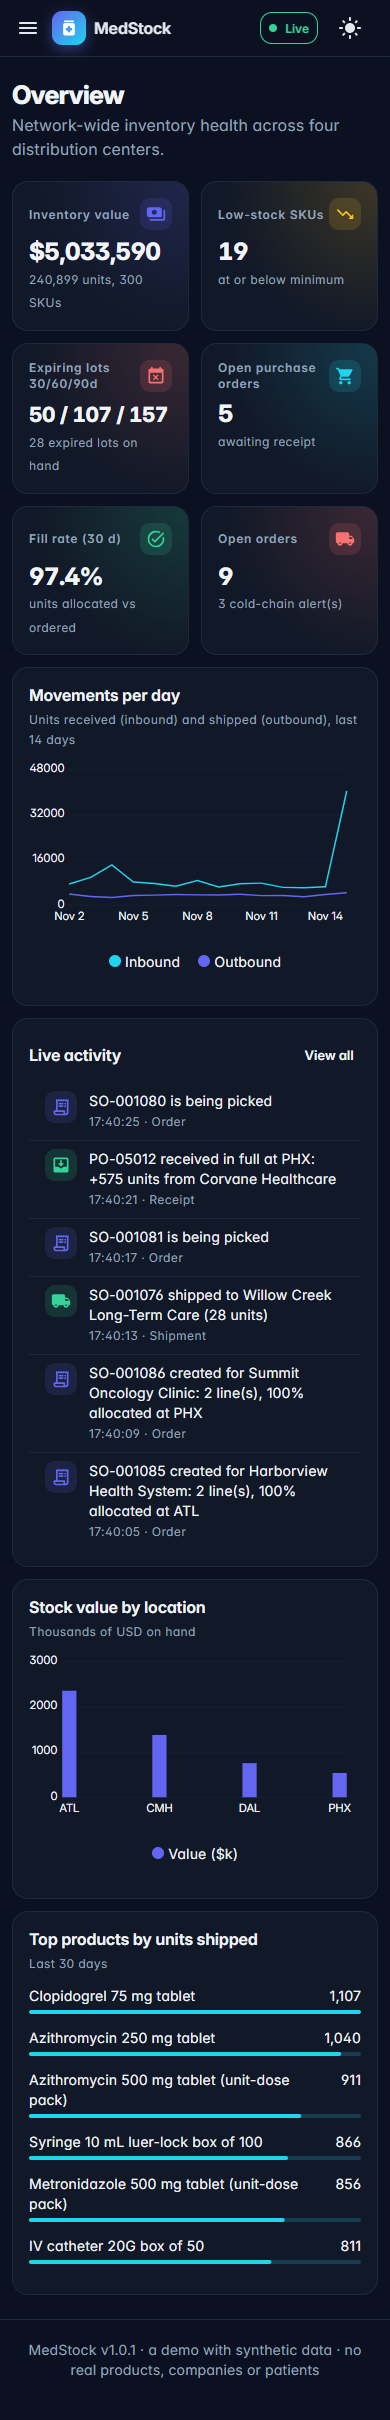 MedStock
Live
Overview
Network-wide inventory health across four
distribution centers.
Inventory value
$5,033,590
240,899 units, 300
SKUs
Low-stock SKUs
19
at or below minimum
Expiring lots
30/60/90d
50 / 107 / 157
28 expired lots on
hand
Open purchase
orders
5
awaiting receipt
Fill rate (30 d)
97.4%
units allocated vs
ordered
Open orders
9
3 cold-chain alert(s)
Movements per day
Units received (inbound) and shipped (outbound), last
14 days
48000
32000
16000
0
Nov 2 Nov 5 Nov 8 Nov 11 Nov 14
Inbound Outbound
Live activity
View all
SO-001080 is being picked
17:40:25 · Order
PO-05012 received in full at PHX:
+575 units from Corvane Healthcare
17:40:21 · Receipt
SO-001081 is being picked
17:40:17 · Order
SO-001076 shipped to Willow Creek
Long-Term Care (28 units)
17:40:13 · Shipment
SO-001086 created for Summit
Oncology Clinic: 2 line(s), 100%
allocated at PHX
17:40:09 · Order
SO-001085 created for Harborview
Health System: 2 line(s), 100%
allocated at ATL
17:40:05 · Order
Stock value by location
Thousands of USD on hand
3000
2000
1000
0
ATL CMH DAL PHX
Value ($k)
Top products by units shipped
Last 30 days
Clopidogrel 75 mg tablet 1,107
Azithromycin 250 mg tablet 1,040
Azithromycin 500 mg tablet (unit-dose 911
pack)
Syringe 10 mL luer-lock box of 100 866
Metronidazole 500 mg tablet (unit-dose 856
pack)
IV catheter 20G box of 50 811
MedStock v1.0.1 · a demo with synthetic data · no
real products, companies or patients